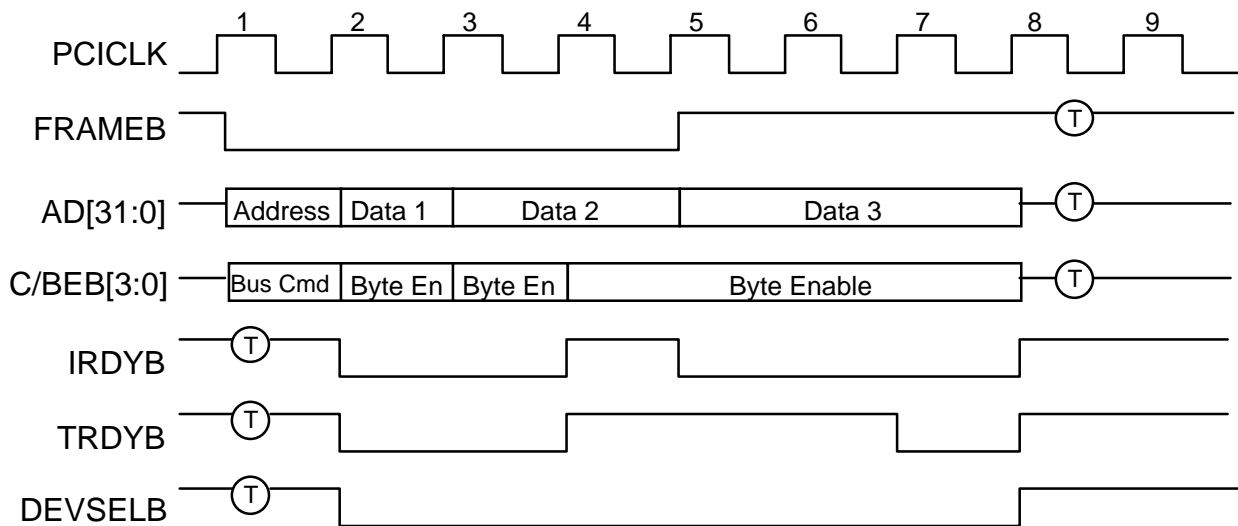 1 2 3 4 5 6 7 8 9
PCICLK
FRAMEB T
AD[31:0] Address Data 1 Data 2 Data 3 T
C/BEB[3:0] Bus Cmd Byte En Byte En Byte Enable T
IRDYB T
TRDYB T
DEVSELB T